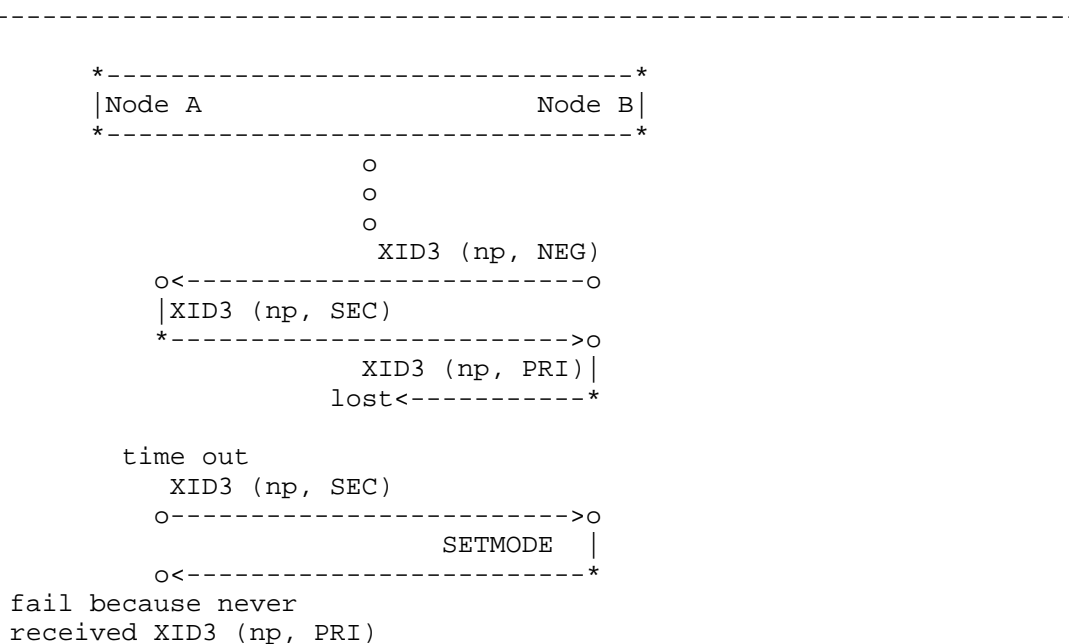 Node A Node B
o
o
o
XID3 (np, NEG)
o<-------------------------o
|XID3 (np, SEC)
*------------------------->o
XID3 (np, PRI)|
lost<-----------*
time out
XID3 (np, SEC)
o------------------------->o
SETMODE |
o<-------------------------*
fail because never
received XID3 (np, PRI)